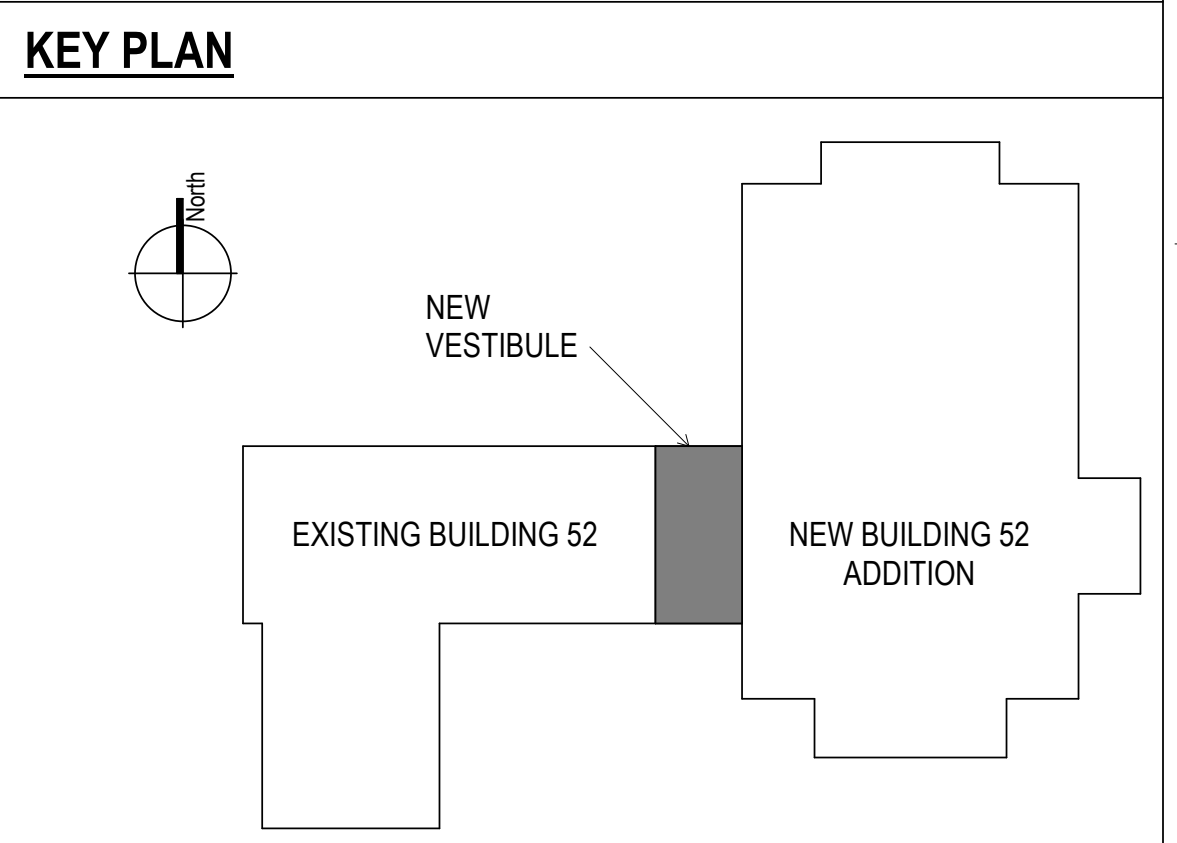 KEY PLAN
North
NEW
VESTIBULE
EXISTING BUILDING 52
NEW BUILDING 52
ADDITION